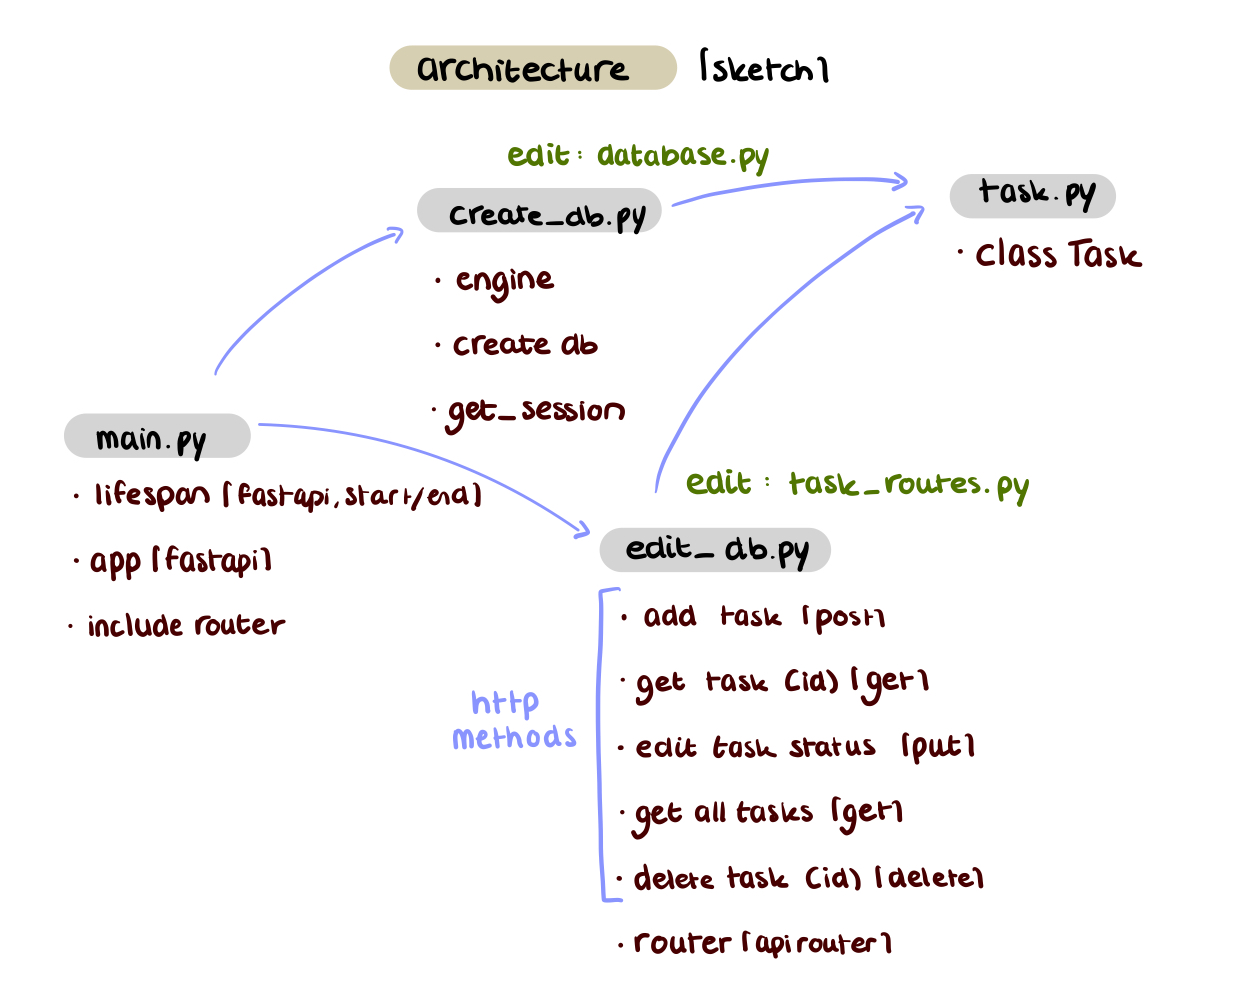 architecture [sketch]
edit: database.py
create_db.py
· engine
· create db
· get_session
task.py
· class Task
main.py
· lifespan [fastapi, start/end]
· app [fastapi]
· include router
edit: task_routes.py
edit_db.py
http
methods
· add task [post]
· get task (id) [get]
· edit task status [put]
· get all tasks [get]
· delete task (id) [delete]
· router [apirouter]